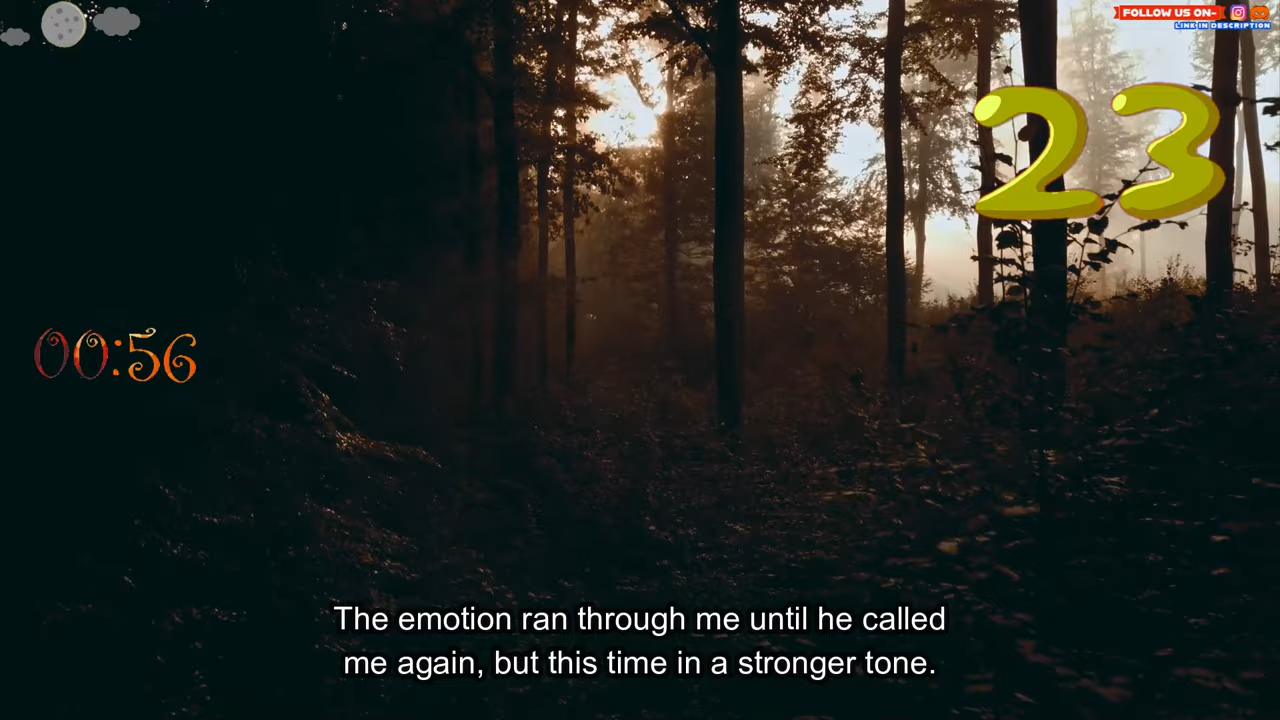 FOLLOW US ON-
LINK IN DESCRIPTION
23
00:56
The emotion ran through me until he called
me again, but this time in a stronger tone.